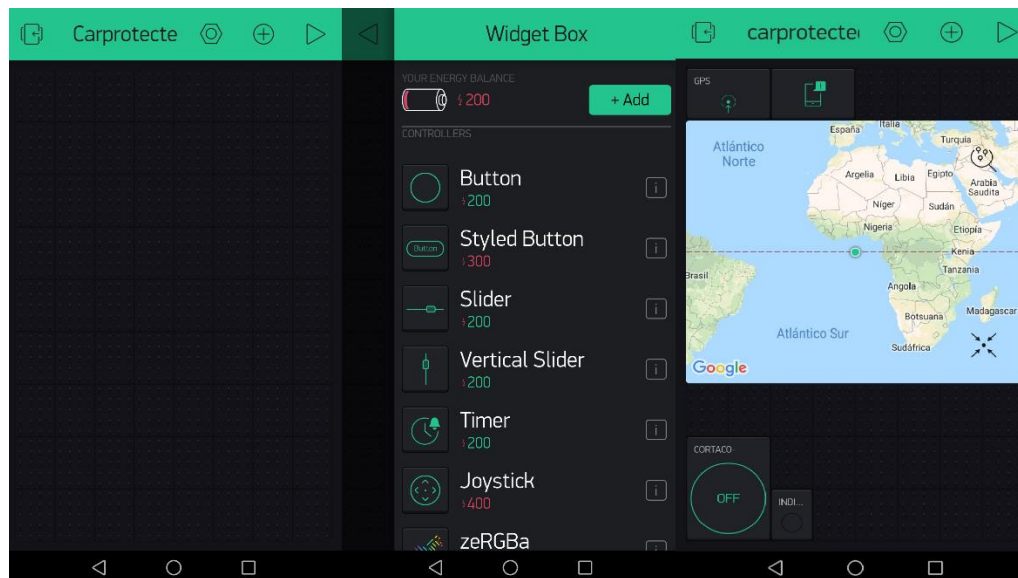 Carprotecte
Widget Box
YOUR ENERGY BALANCE
200
+ Add
CONTROLLERS
Button
200
Styled Button
Button
300
Slider
200
Vertical Slider
200
Timer
200
Joystick
400
zeRGBa
carprotecte
GPS
España
Italia
Turquía
Atlántico
Norte
Argelia
Libia
Egipto
Arabia
Saudita
Níger
Sudán
Nigeria
Etiopía
Kenia
Brasil
Tanzania
Angola
Botsuana
Madagascar
Atlántico Sur
Sudáfrica
Google
CORTACO
OFF
INDI...